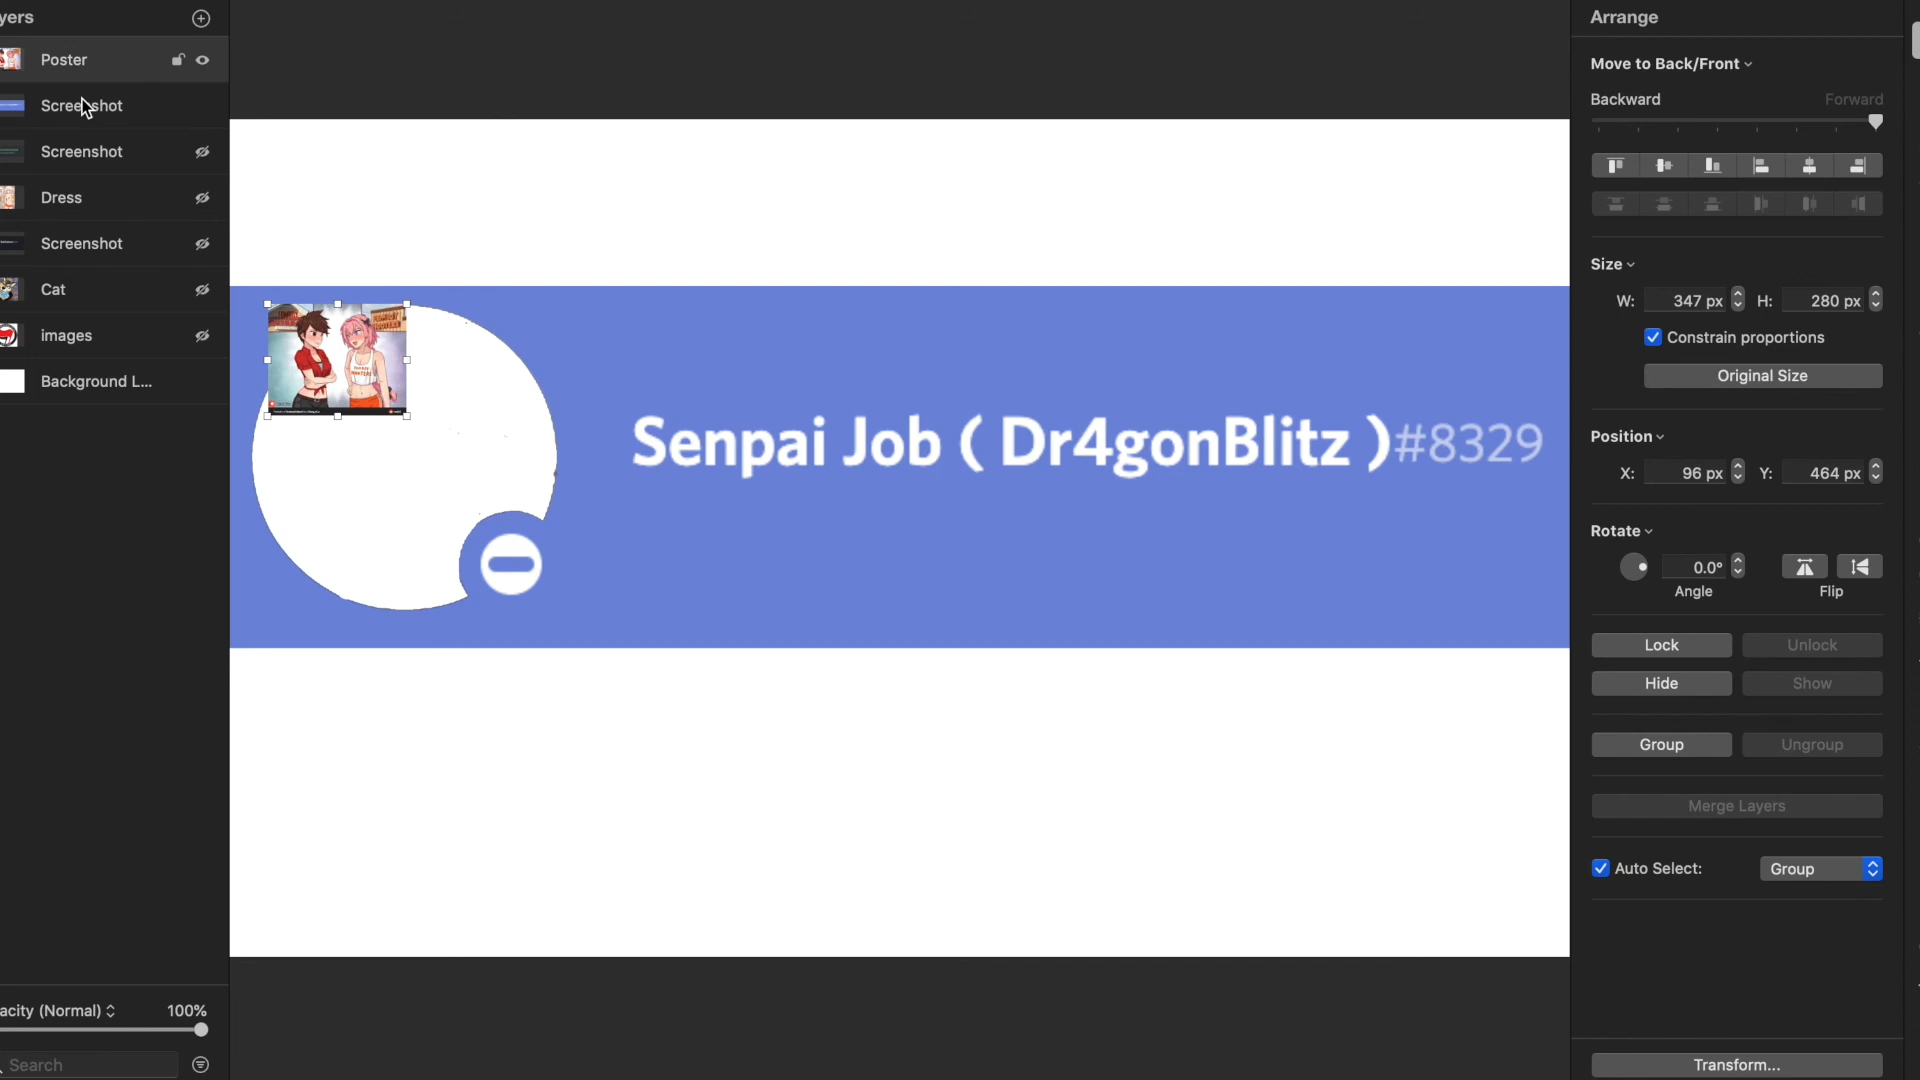 yers
Poster
Screenshot
Screenshot
Dress
Screenshot
Cat
images
Background L...
acity (Normal)
100%
Search
Senpai Job ( Dr4gonBlitz )#8329
Arrange
Move to Back/Front
Backward Forward
Size
W: 347 px H: 280 px
Constrain proportions
Original Size
Position
X: 96 px Y: 464 px
Rotate
0.0°
Angle Flip
Lock Unlock
Hide Show
Group Ungroup
Merge Layers
Auto Select: Group
Transform...